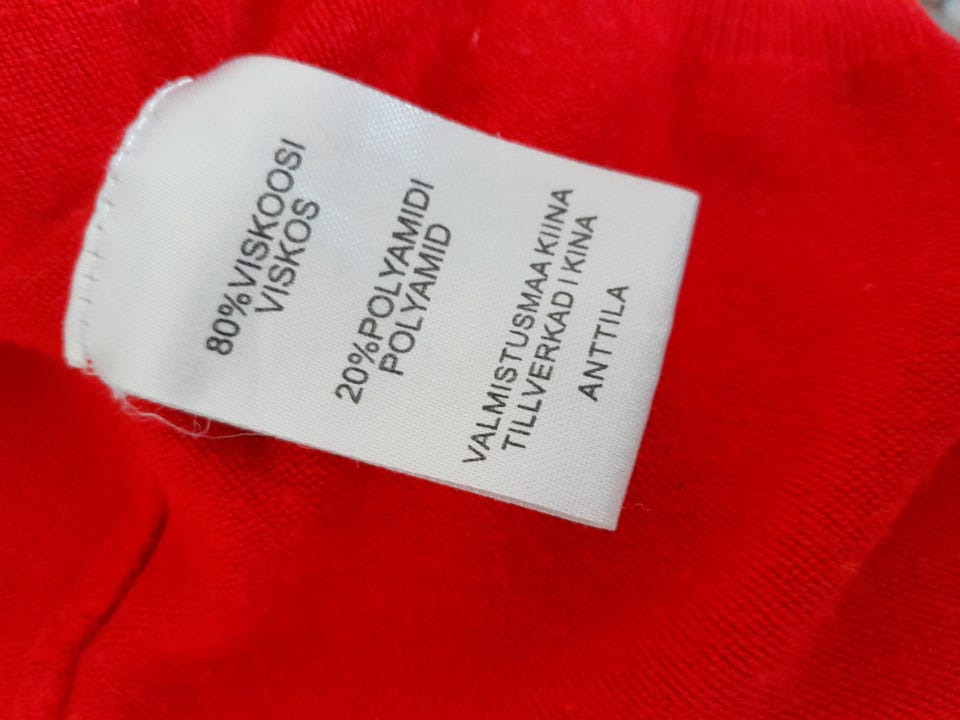 80%VISKOOSI
VISKOS
20%POLYAMIDI
POLYAMID
VALMISTUSMAA KIINA
TILLVERKAD I KINA
ANTTILA